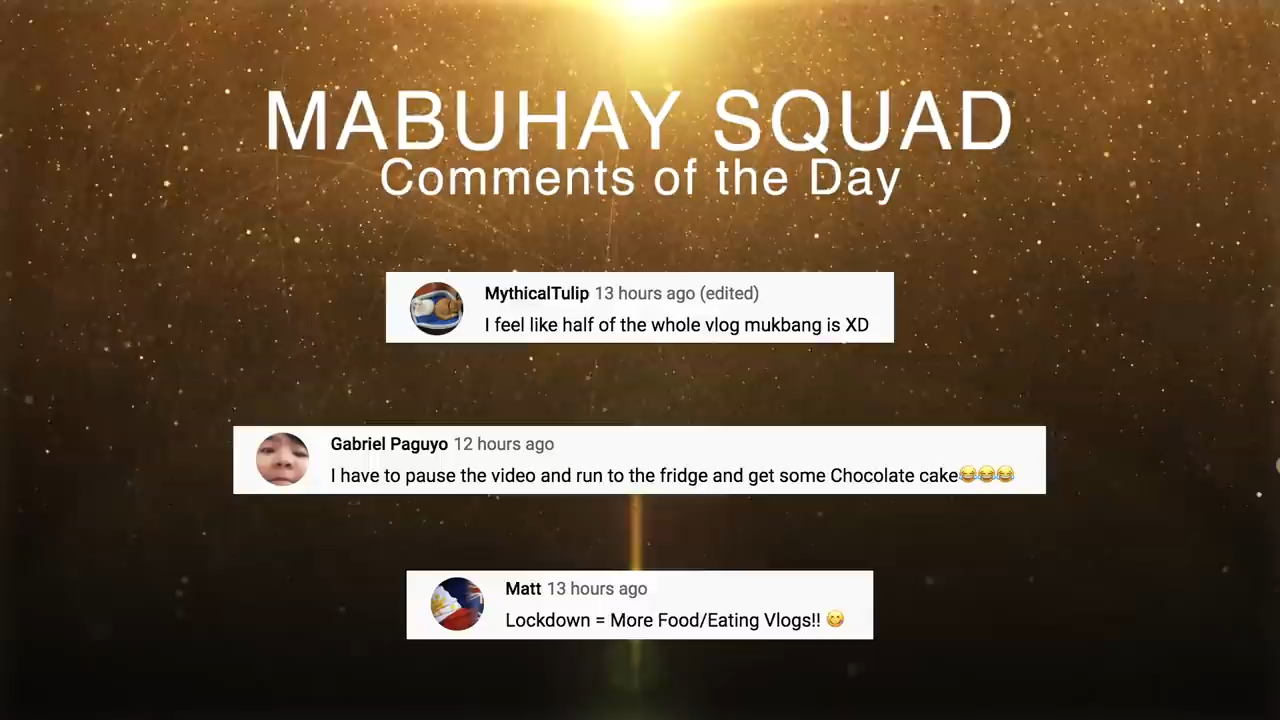 MABUHAY SQUAD
Comments of the Day
MythicalTulip 13 hours ago (edited)
I feel like half of the whole vlog mukbang is XD
Gabriel Paguyo 12 hours ago
I have to pause the video and run to the fridge and get some Chocolate cake😂😂😂
Matt 13 hours ago
Lockdown = More Food/Eating Vlogs!! 😋